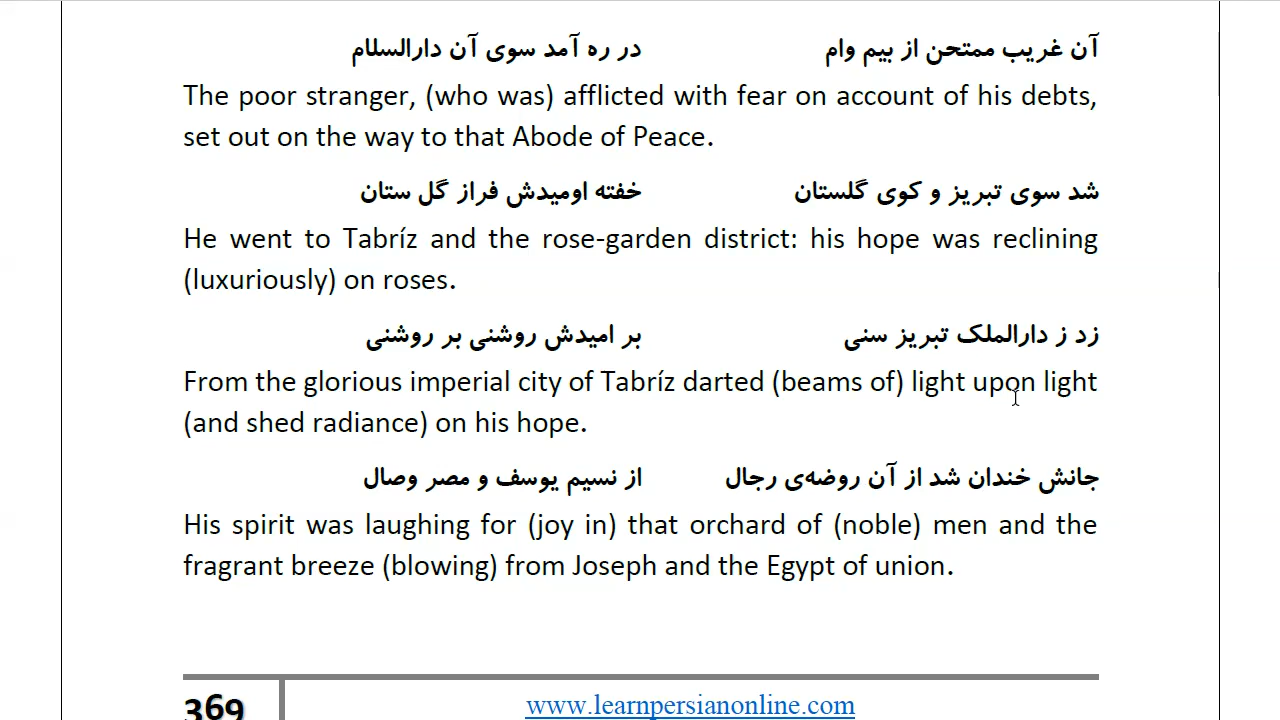 آن غریب ممتحن از بیم وام در ره آمد سوی آن دارالسلام
The poor stranger, (who was) afflicted with fear on account of his debts,
set out on the way to that Abode of Peace.
شد سوی تبریز و کوی گلستان خفته اومیدش فراز گل ستان
He went to Tabríz and the rose-garden district: his hope was reclining
(luxuriously) on roses.
زد ز دارالملک تبریز سنی بر امیدش روشنی بر روشنی
From the glorious imperial city of Tabríz darted (beams of) light upon light
(and shed radiance) on his hope.
جانش خندان شد از آن روضه‌ی رجال از نسیم یوسف و مصر وصال
His spirit was laughing for (joy in) that orchard of (noble) men and the
fragrant breeze (blowing) from Joseph and the Egypt of union.
369 www.learnpersianonline.com